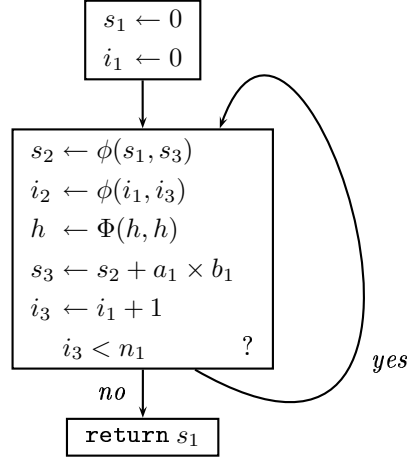 s₁ ← 0
i₁ ← 0
s₂ ← ϕ(s₁, s₃)
i₂ ← ϕ(i₁, i₃)
h ← Φ(h, h)
s₃ ← s₂ + a₁ × b₁
i₃ ← i₁ + 1
i₃ < n₁ ?
yes
no
return s₁